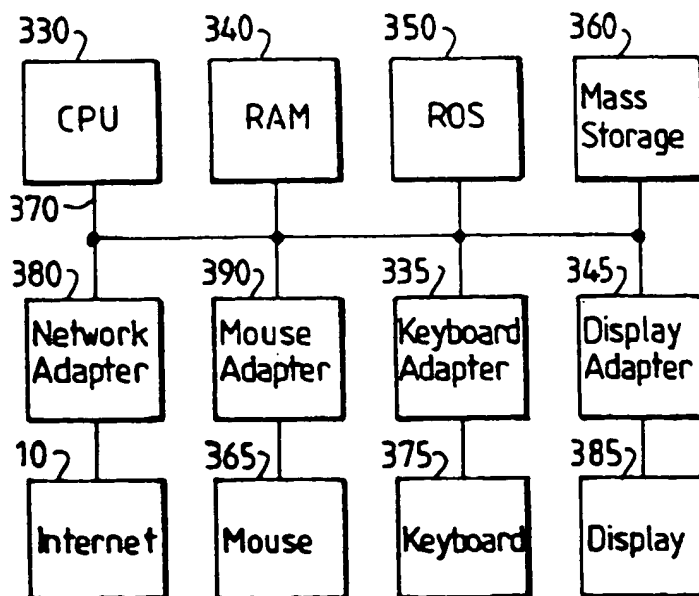 330 340 350 360
CPU RAM ROS Mass
Storage
370
380 390 335 345
Network Mouse Keyboard Display
Adapter Adapter Adapter Adapter
10 365 375 385
Internet Mouse Keyboard Display